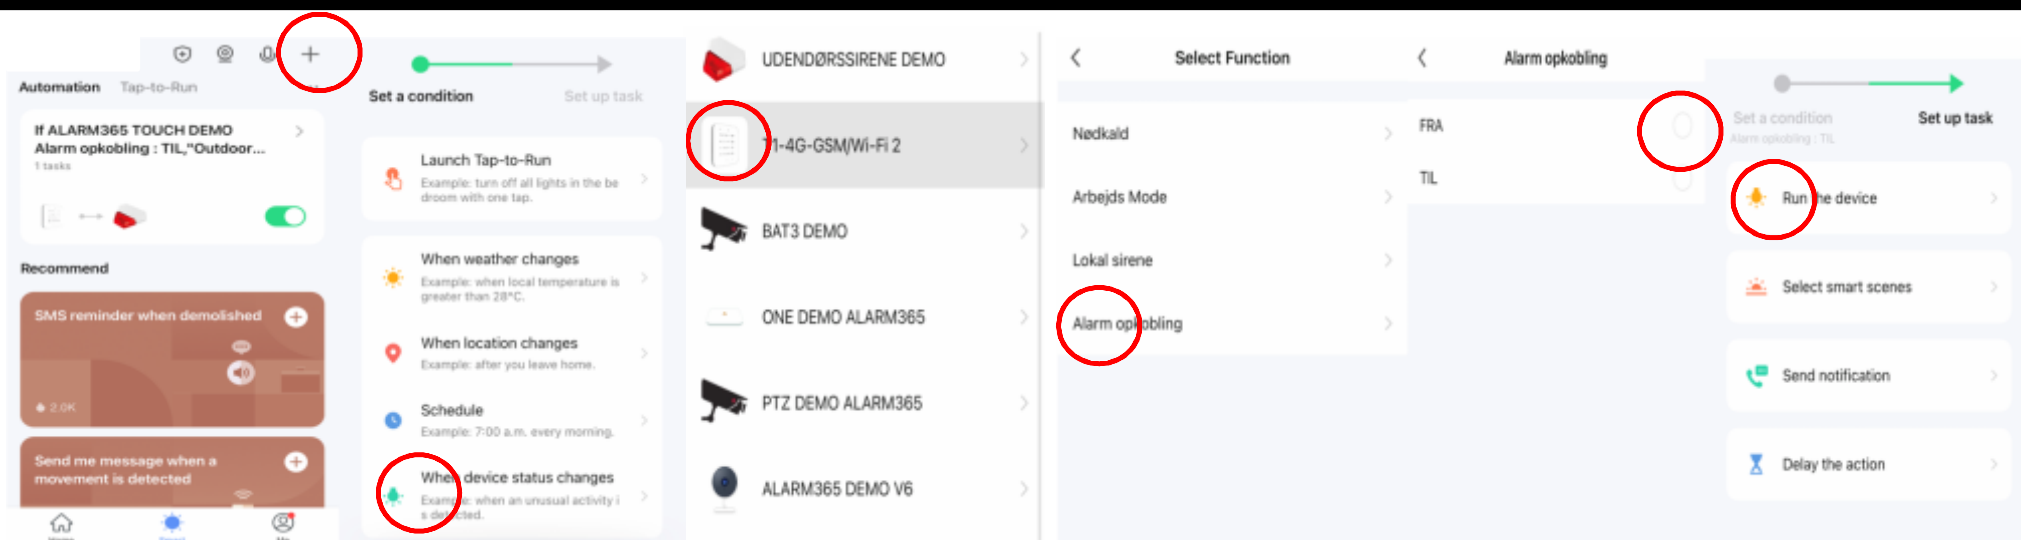 Automation Tap-to-Run
If ALARM365 TOUCH DEMO
Alarm opkobling : TIL,"Outdoor...
1 tasks
Recommend
SMS reminder when demolished
2.0K
Send me message when a
movement is detected
Set a condition Set up task
Launch Tap-to-Run
Example: turn off all lights in the be
droom with one tap.
When weather changes
Example: when local temperature is
greater than 28°C.
When location changes
Example: after you leave home.
Schedule
Example: 7:00 a.m. every morning.
When device status changes
Example: when an unusual activity i
s detected.
UDENDØRSSIRENE DEMO
T1-4G-GSM/Wi-Fi 2
BAT3 DEMO
ONE DEMO ALARM365
PTZ DEMO ALARM365
ALARM365 DEMO V6
Select Function
Nødkald
Arbejds Mode
Lokal sirene
Alarm opkobling
Alarm opkobling
FRA
TIL
Set a condition Set up task
Alarm opkobling : TIL
Run the device
Select smart scenes
Send notification
Delay the action